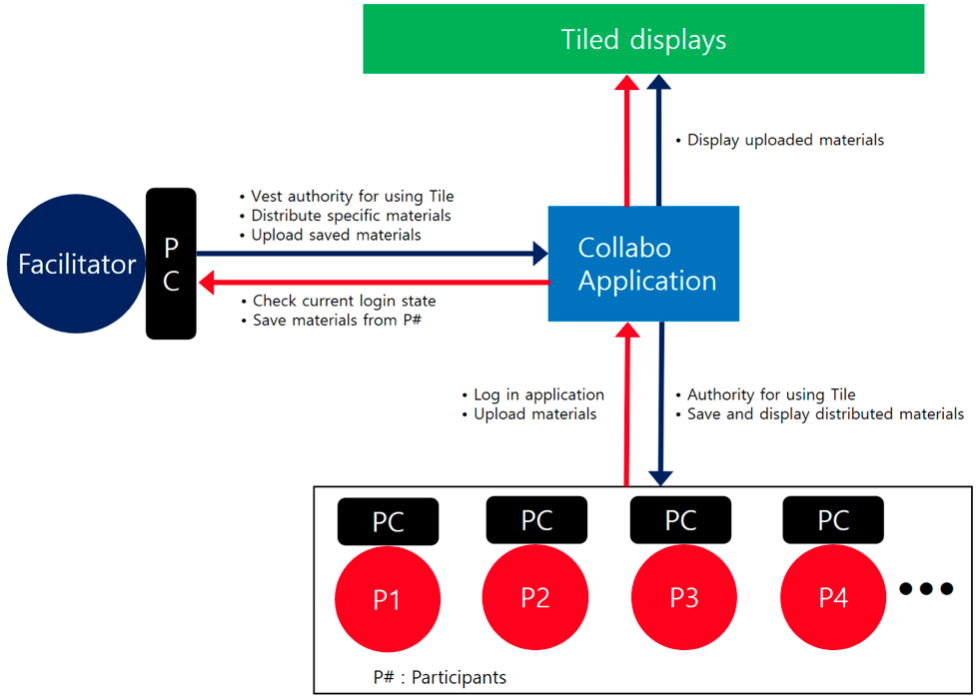 Tiled displays
• Display uploaded materials
• Vest authority for using Tile
• Distribute specific materials
• Upload saved materials
Facilitator
P
C
Collabo
Application
• Check current login state
• Save materials from P#
• Log in application
• Upload materials
• Authority for using Tile
• Save and display distributed materials
PC
PC
PC
PC
P1
P2
P3
P4
●●●
P# : Participants